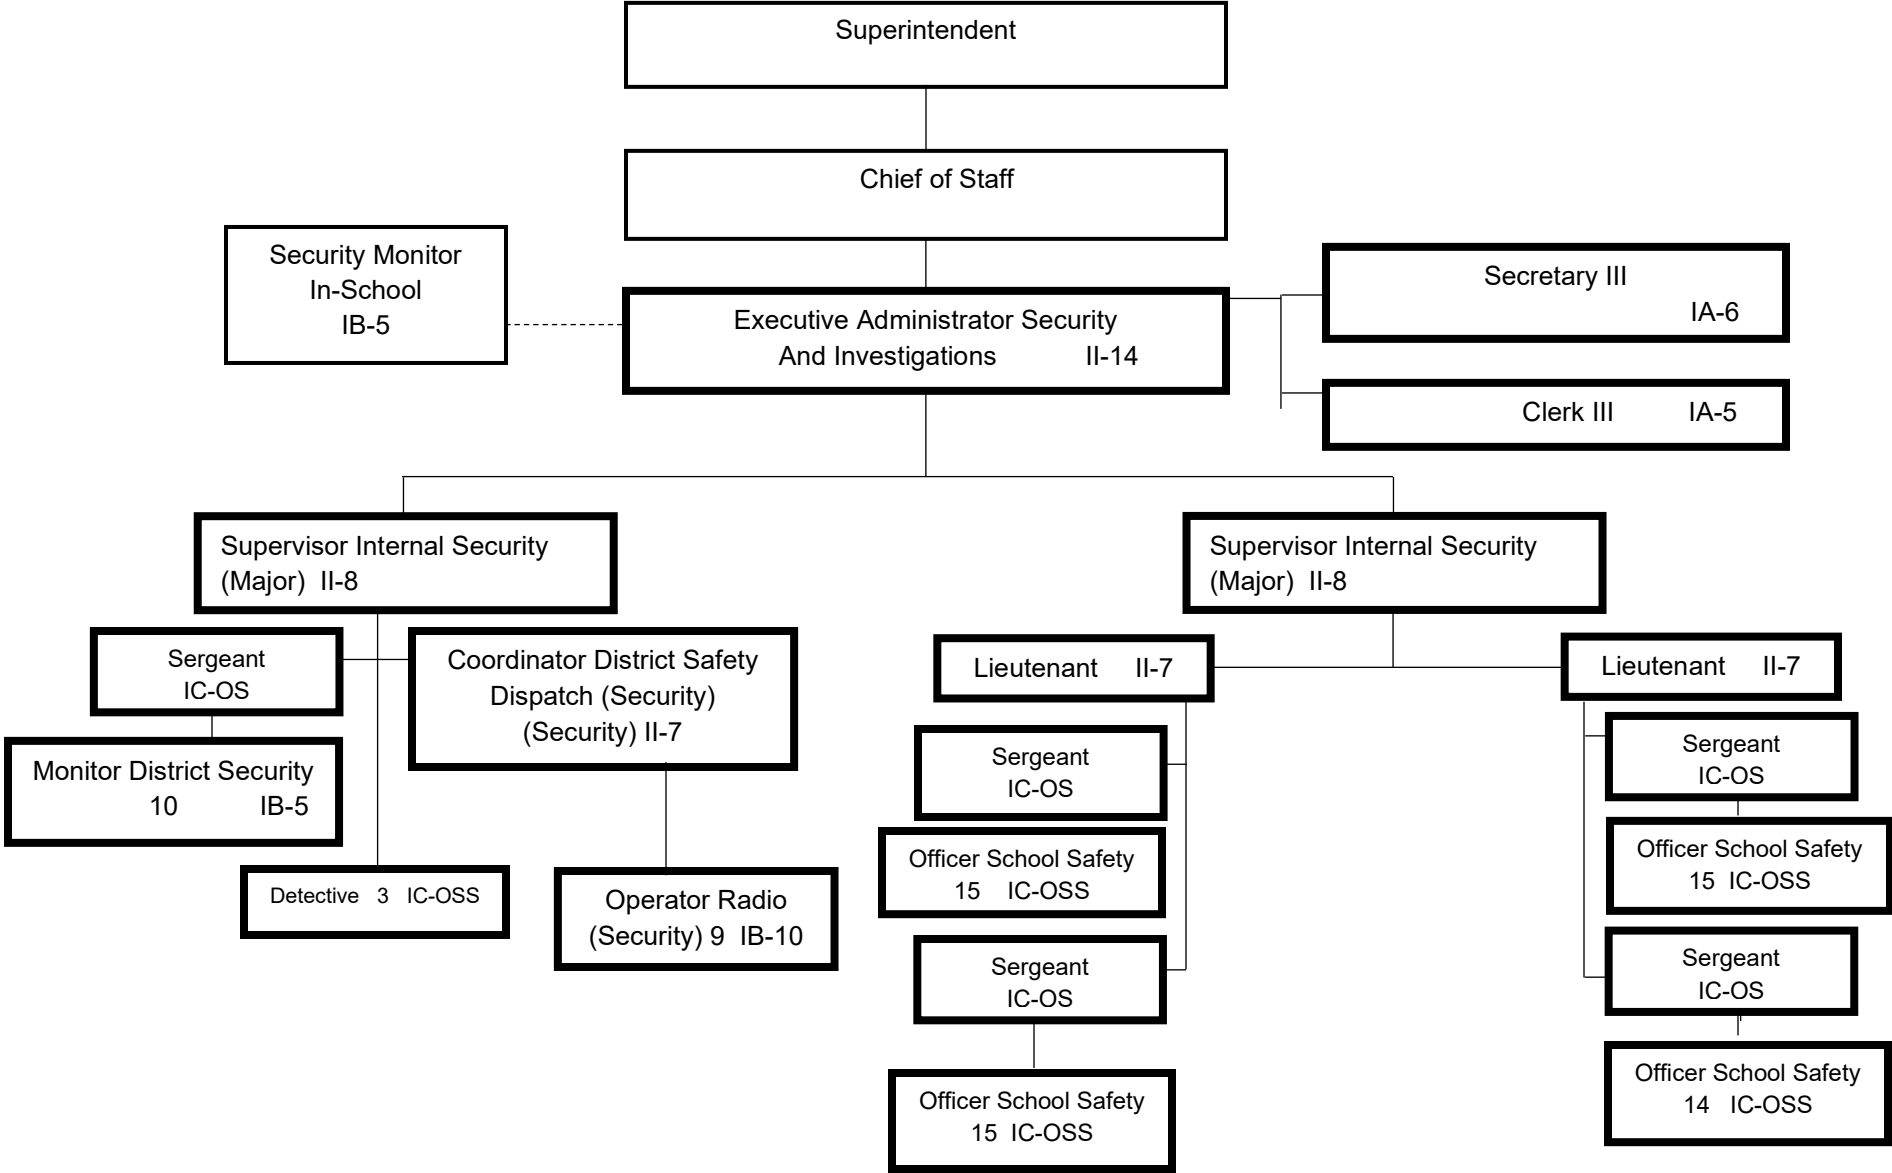 Superintendent
Chief of Staff
Security Monitor
In-School
IB-5
Executive Administrator Security
And Investigations II-14
Secretary III
IA-6
Clerk III IA-5
Supervisor Internal Security
(Major) II-8
Supervisor Internal Security
(Major) II-8
Sergeant
IC-OS
Coordinator District Safety
Dispatch (Security)
(Security) II-7
Monitor District Security
10 IB-5
Detective 3 IC-OSS
Operator Radio
(Security) 9 IB-10
Lieutenant II-7
Sergeant
IC-OS
Officer School Safety
15 IC-OSS
Sergeant
IC-OS
Officer School Safety
15 IC-OSS
Lieutenant II-7
Sergeant
IC-OS
Officer School Safety
15 IC-OSS
Sergeant
IC-OS
Officer School Safety
14 IC-OSS